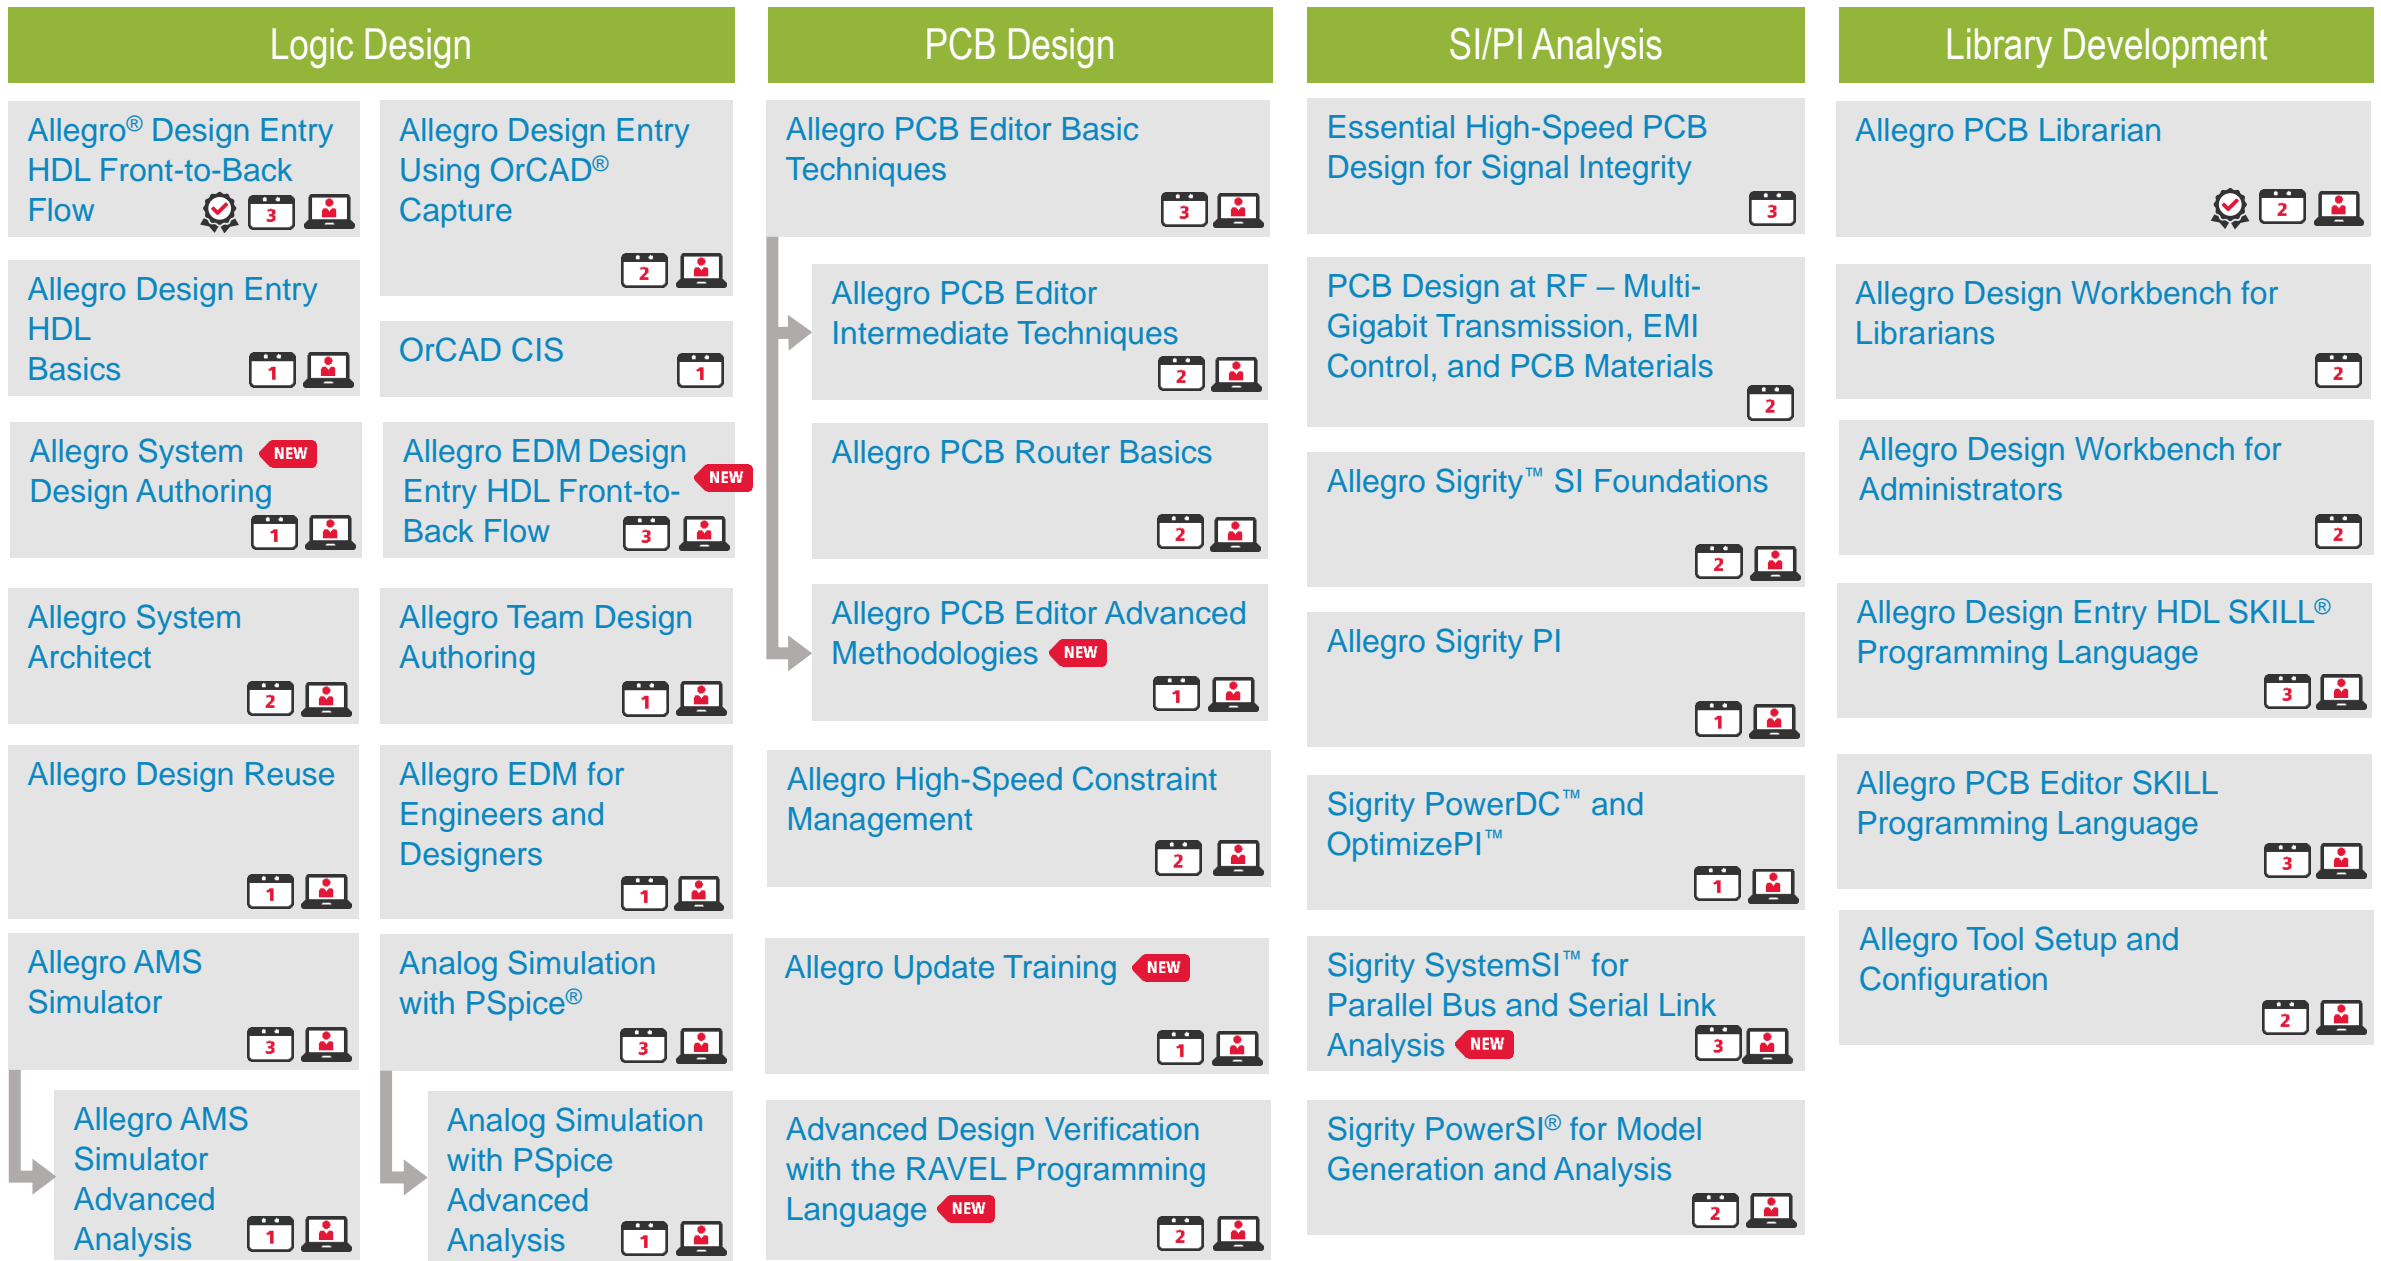 Logic Design
Allegro® Design Entry
HDL Front-to-Back
Flow
3
Allegro Design Entry
HDL
Basics
1
Allegro System NEW
Design Authoring
1
Allegro System
Architect
2
Allegro Design Reuse
1
Allegro AMS
Simulator
3
Allegro AMS
Simulator
Advanced
Analysis
1
Allegro Design Entry
Using OrCAD®
Capture
2
OrCAD CIS
1
Allegro EDM Design
Entry HDL Front-to-
NEW
Back Flow
3
Allegro Team Design
Authoring
1
Allegro EDM for
Engineers and
Designers
1
Analog Simulation
with PSpice®
3
Analog Simulation
with PSpice
Advanced
Analysis
1
PCB Design
Allegro PCB Editor Basic
Techniques
3
Allegro PCB Editor
Intermediate Techniques
2
Allegro PCB Router Basics
2
Allegro PCB Editor Advanced
Methodologies NEW
1
Allegro High-Speed Constraint
Management
2
Allegro Update Training NEW
1
Advanced Design Verification
with the RAVEL Programming
Language NEW
2
SI/PI Analysis
Essential High-Speed PCB
Design for Signal Integrity
3
PCB Design at RF – Multi-
Gigabit Transmission, EMI
Control, and PCB Materials
2
Allegro Sigrity™ SI Foundations
2
Allegro Sigrity PI
1
Sigrity PowerDC™ and
OptimizePI™
1
Sigrity SystemSI™ for
Parallel Bus and Serial Link
Analysis NEW
3
Sigrity PowerSI® for Model
Generation and Analysis
2
Library Development
Allegro PCB Librarian
2
Allegro Design Workbench for
Librarians
2
Allegro Design Workbench for
Administrators
2
Allegro Design Entry HDL SKILL®
Programming Language
3
Allegro PCB Editor SKILL
Programming Language
3
Allegro Tool Setup and
Configuration
2